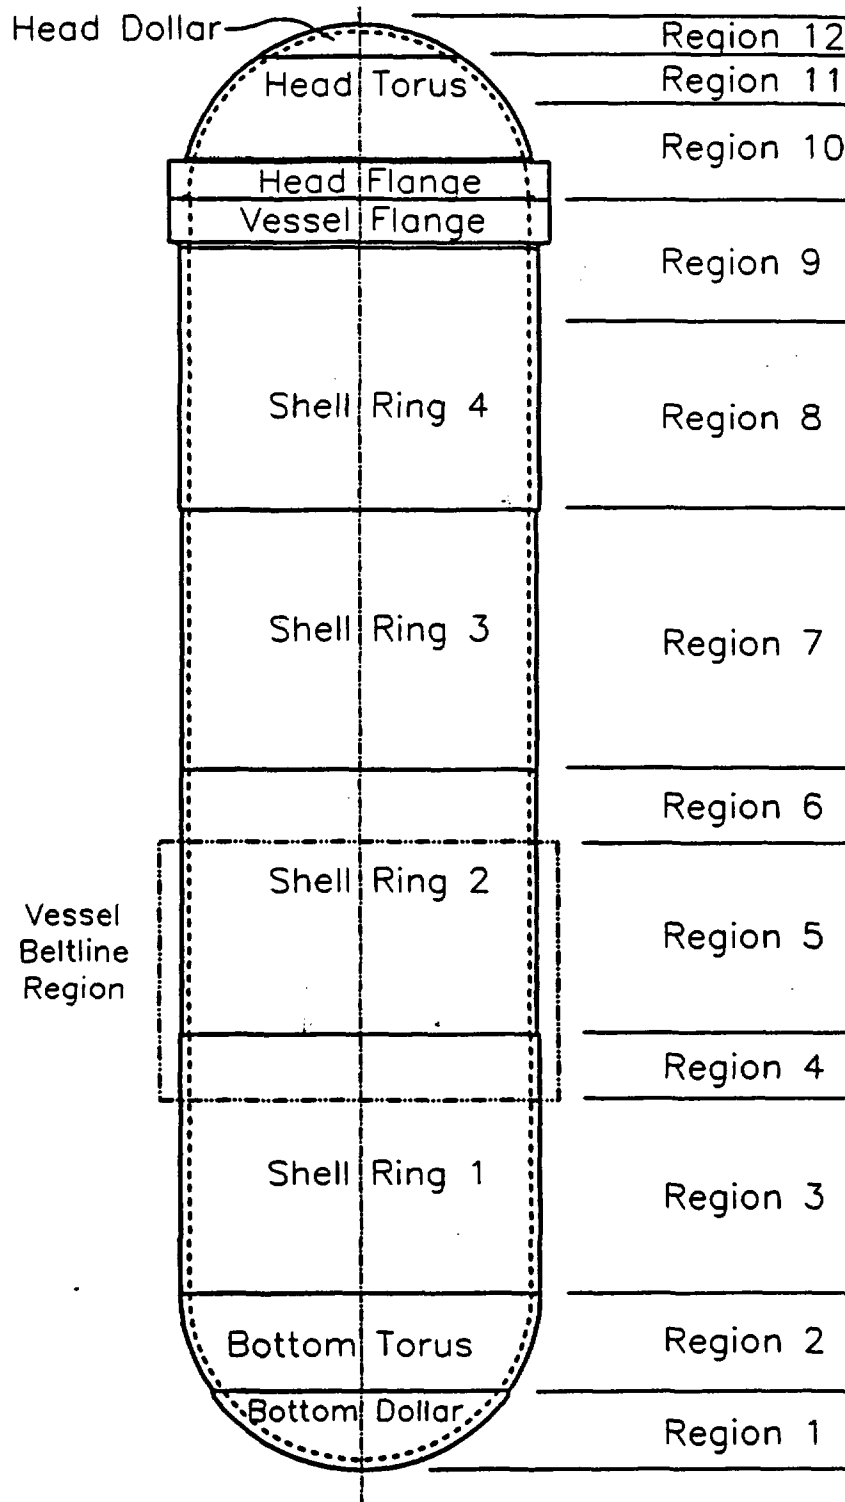 Head Dollar
Region 12
Head Torus
Region 11
Region 10
Head Flange
Vessel Flange
Region 9
Shell Ring 4
Region 8
Shell Ring 3
Region 7
Region 6
Shell Ring 2
Vessel
Beltline
Region
Region 5
Region 4
Shell Ring 1
Region 3
Bottom Torus
Region 2
Bottom Dollar
Region 1